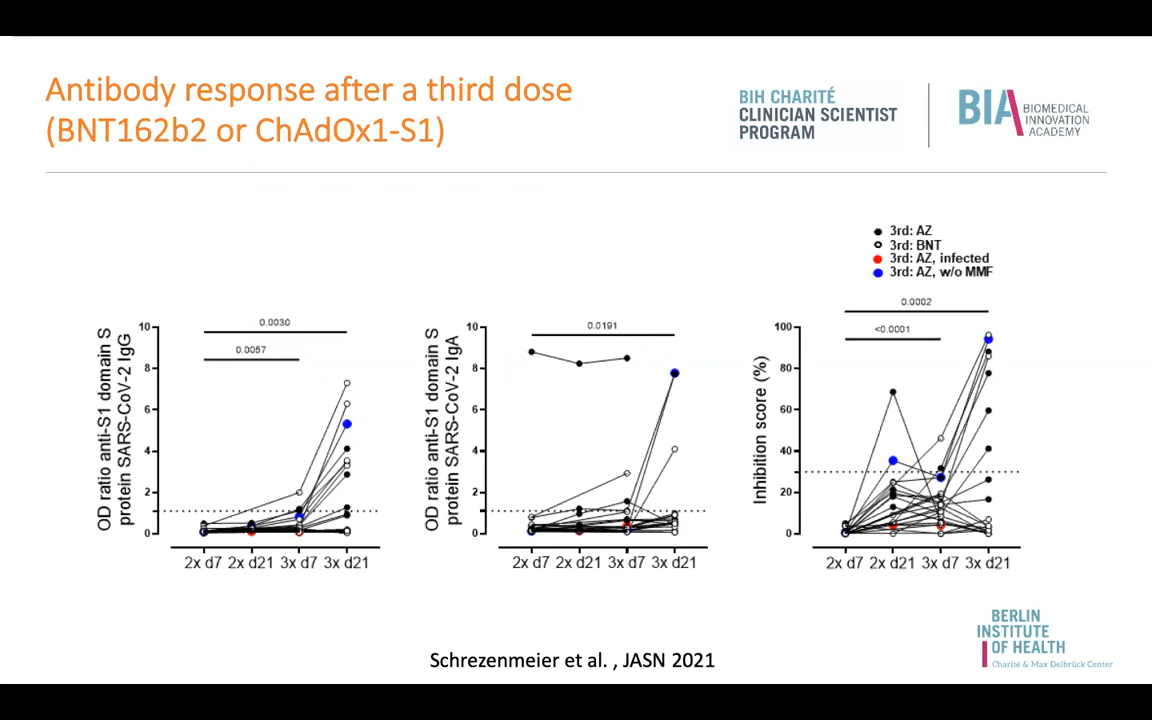 Antibody response after a third dose
(BNT162b2 or ChAdOx1-S1)
BIH CHARITÉ
CLINICIAN SCIENTIST
PROGRAM
BIA
BIOMEDICAL
INNOVATION
ACADEMY
3rd: AZ
3rd: BNT
3rd: AZ, infected
3rd: AZ, w/o MMF
OD ratio anti-S1 domain S
protein SARS-CoV-2 IgG
10
8
6
4
2
0
0.0030
0.0057
2x d7 2x d21 3x d7 3x d21
OD ratio anti-S1 domain S
protein SARS-CoV-2 IgA
10
8
6
4
2
0
0.0191
2x d7 2x d21 3x d7 3x d21
Inhibition score (%)
100
80
60
40
20
0
0.0002
<0.0001
2x d7 2x d21 3x d7 3x d21
Schrezenmeier et al. , JASN 2021
BERLIN
INSTITUTE
OF HEALTH
Charité & Max Delbrück Center